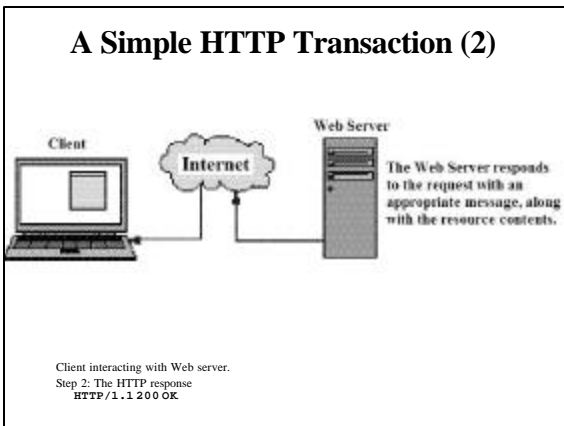 A Simple HTTP Transaction (2)
Web Server
Client
Internet
The Web Server responds
to the request with an
appropriate message, along
with the resource contents.
Client interacting with Web server.
Step 2: The HTTP response
HTTP/1.1 200 OK